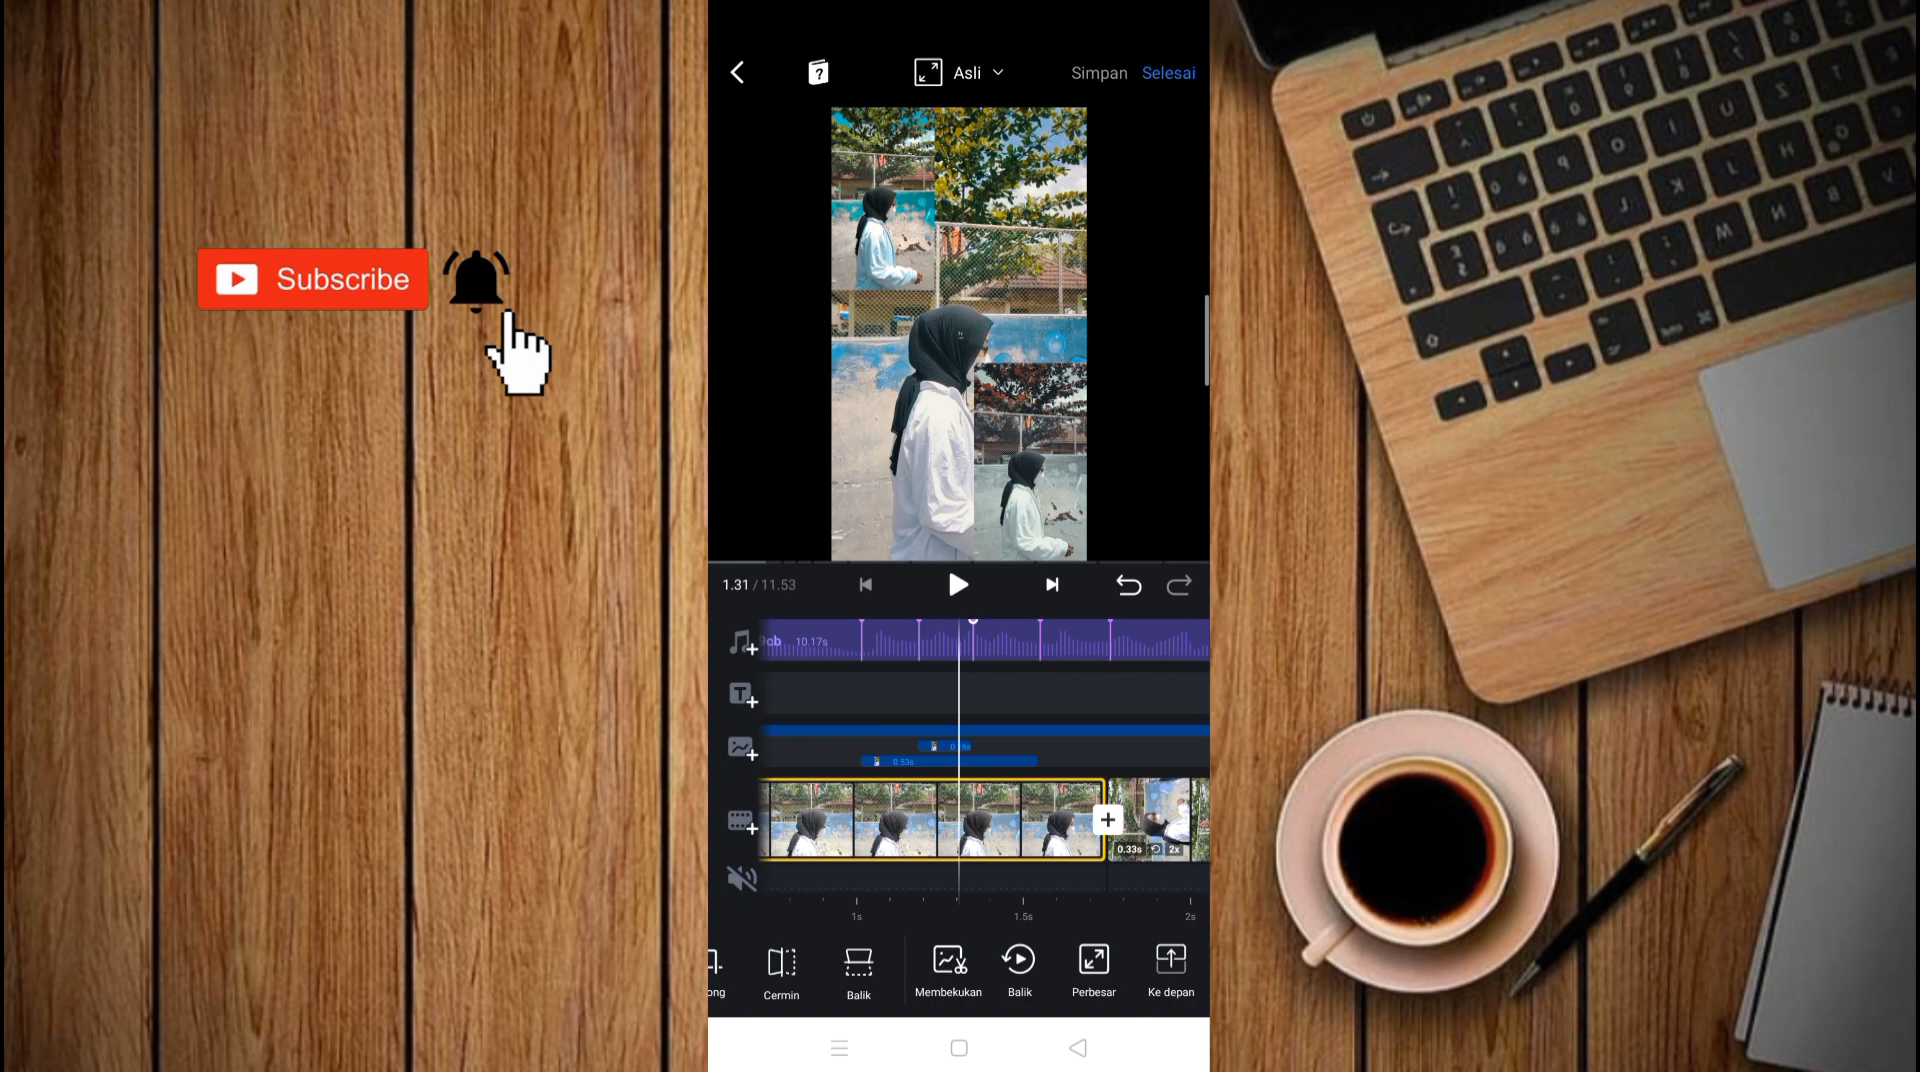 Subscribe
Asli
Simpan
Selesai
1.31 / 11.53
9cb 10.17s
T
0.53s
0.33s 2x
1s
1.5s
2s
ong
Cermin
Balik
Membekukan
Balik
Perbesar
Ke depan